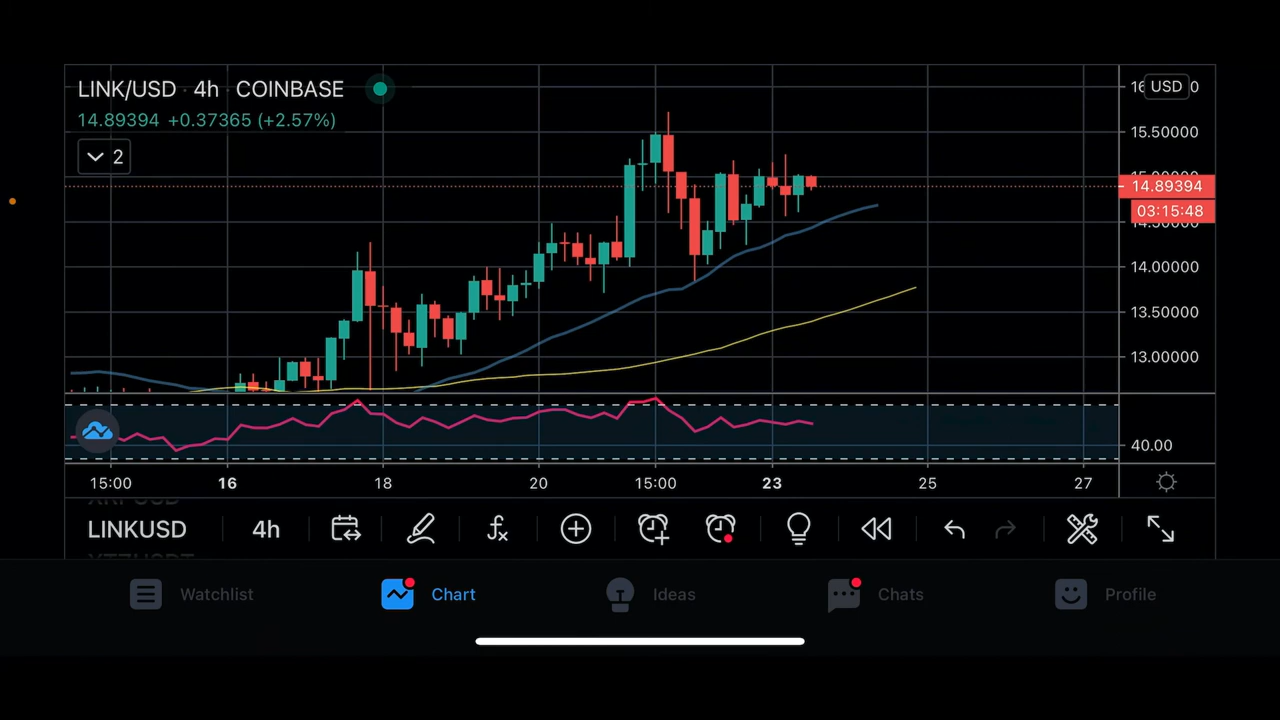 LINK/USD · 4h · COINBASE
14.89394 +0.37365 (+2.57%)
2
USD
15.50000
14.89394
03:15:48
14.00000
13.50000
13.00000
40.00
15:00 16 18 20 15:00 23 25 27
LINKUSD 4h
Watchlist Chart Ideas Chats Profile